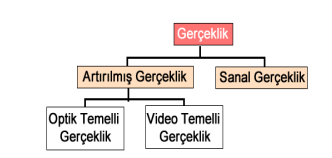 Gerçeklik
Artırılmış Gerçeklik
Sanal Gerçeklik
Optik Temelli
Gerçeklik
Video Temelli
Gerçeklik